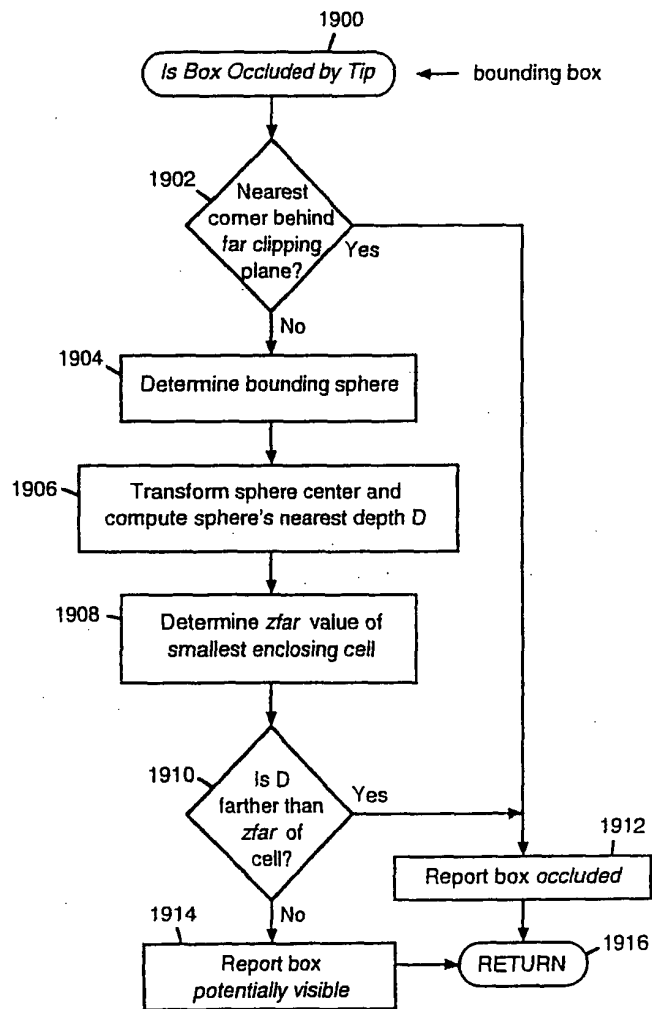 1900
Is Box Occluded by Tip
bounding box
1902
Nearest
corner behind
far clipping
plane?
Yes
No
1904
Determine bounding sphere
1906
Transform sphere center and
compute sphere's nearest depth D
1908
Determine zfar value of
smallest enclosing cell
1910
Is D
farther than
zfar of
cell?
Yes
1912
Report box occluded
No
1914
Report box
potentially visible
RETURN
1916